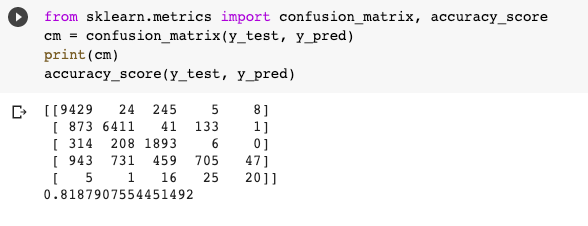 from sklearn.metrics import confusion_matrix, accuracy_score
cm = confusion_matrix(y_test, y_pred)
print(cm)
accuracy_score(y_test, y_pred)
[[9429   24  245    5    8]
 [ 873 6411   41  133    1]
 [ 314  208 1893    6    0]
 [ 943  731  459  705   47]
 [   5    1   16   25   20]]
0.8187907554451492